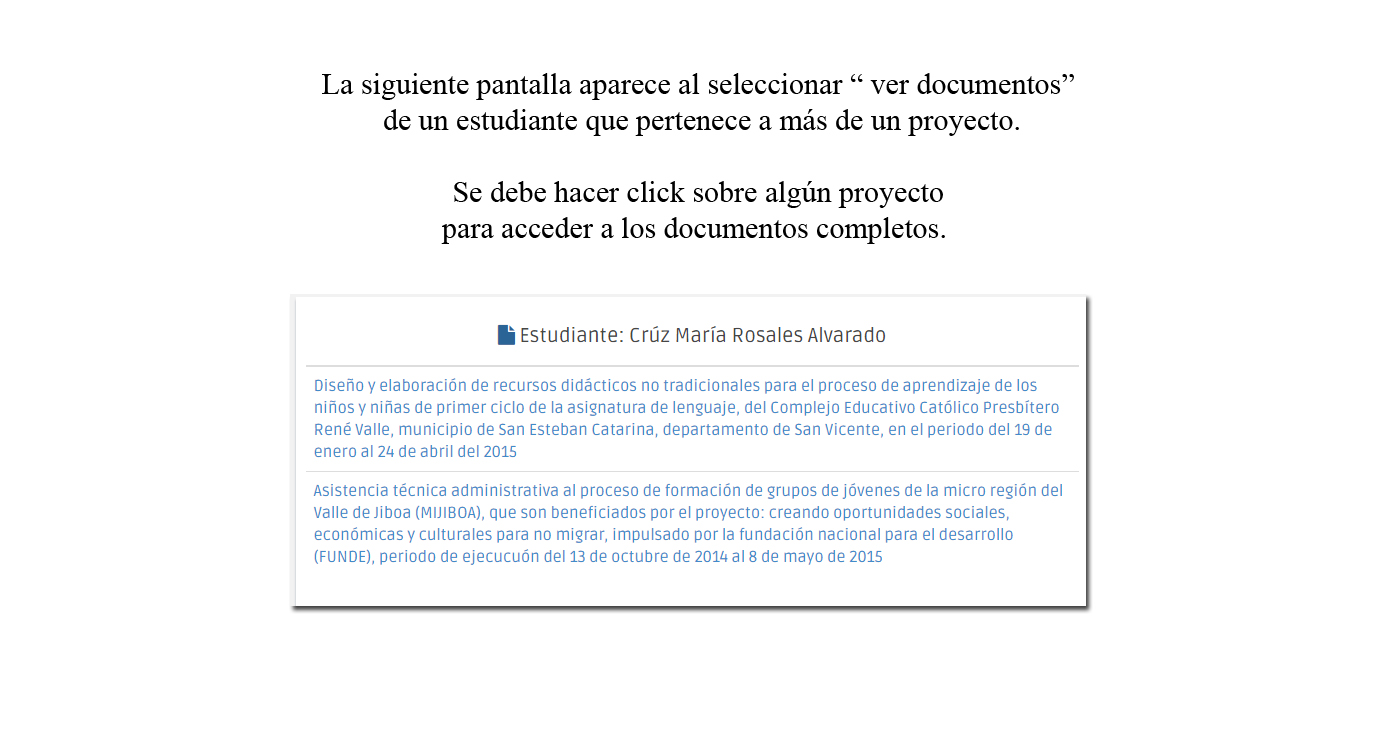 La siguiente pantalla aparece al seleccionar “ ver documentos”
de un estudiante que pertenece a más de un proyecto.
Se debe hacer click sobre algún proyecto
para acceder a los documentos completos.
Estudiante: Crúz María Rosales Alvarado
Diseño y elaboración de recursos didácticos no tradicionales para el proceso de aprendizaje de los
niños y niñas de primer ciclo de la asignatura de lenguaje, del Complejo Educativo Católico Presbítero
René Valle, municipio de San Esteban Catarina, departamento de San Vicente, en el periodo del 19 de
enero al 24 de abril del 2015
Asistencia técnica administrativa al proceso de formación de grupos de jóvenes de la micro región del
Valle de Jiboa (MIJIBOA), que son beneficiados por el proyecto: creando oportunidades sociales,
económicas y culturales para no migrar, impulsado por la fundación nacional para el desarrollo
(FUNDE), periodo de ejecucuón del 13 de octubre de 2014 al 8 de mayo de 2015